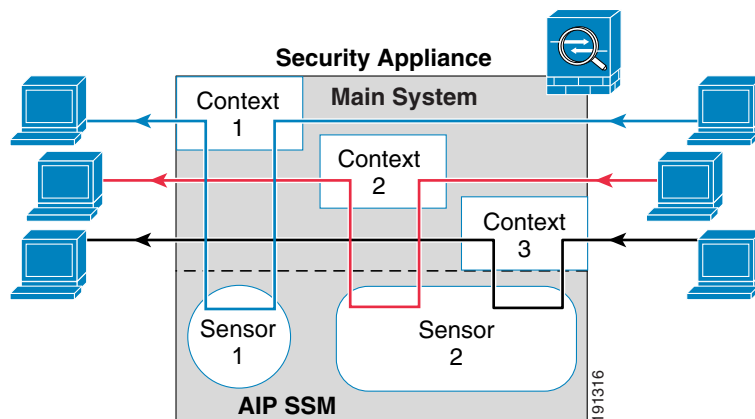 Security Appliance
Context
1
Main System
Context
2
Context
3
Sensor
1
Sensor
2
AIP SSM
191316